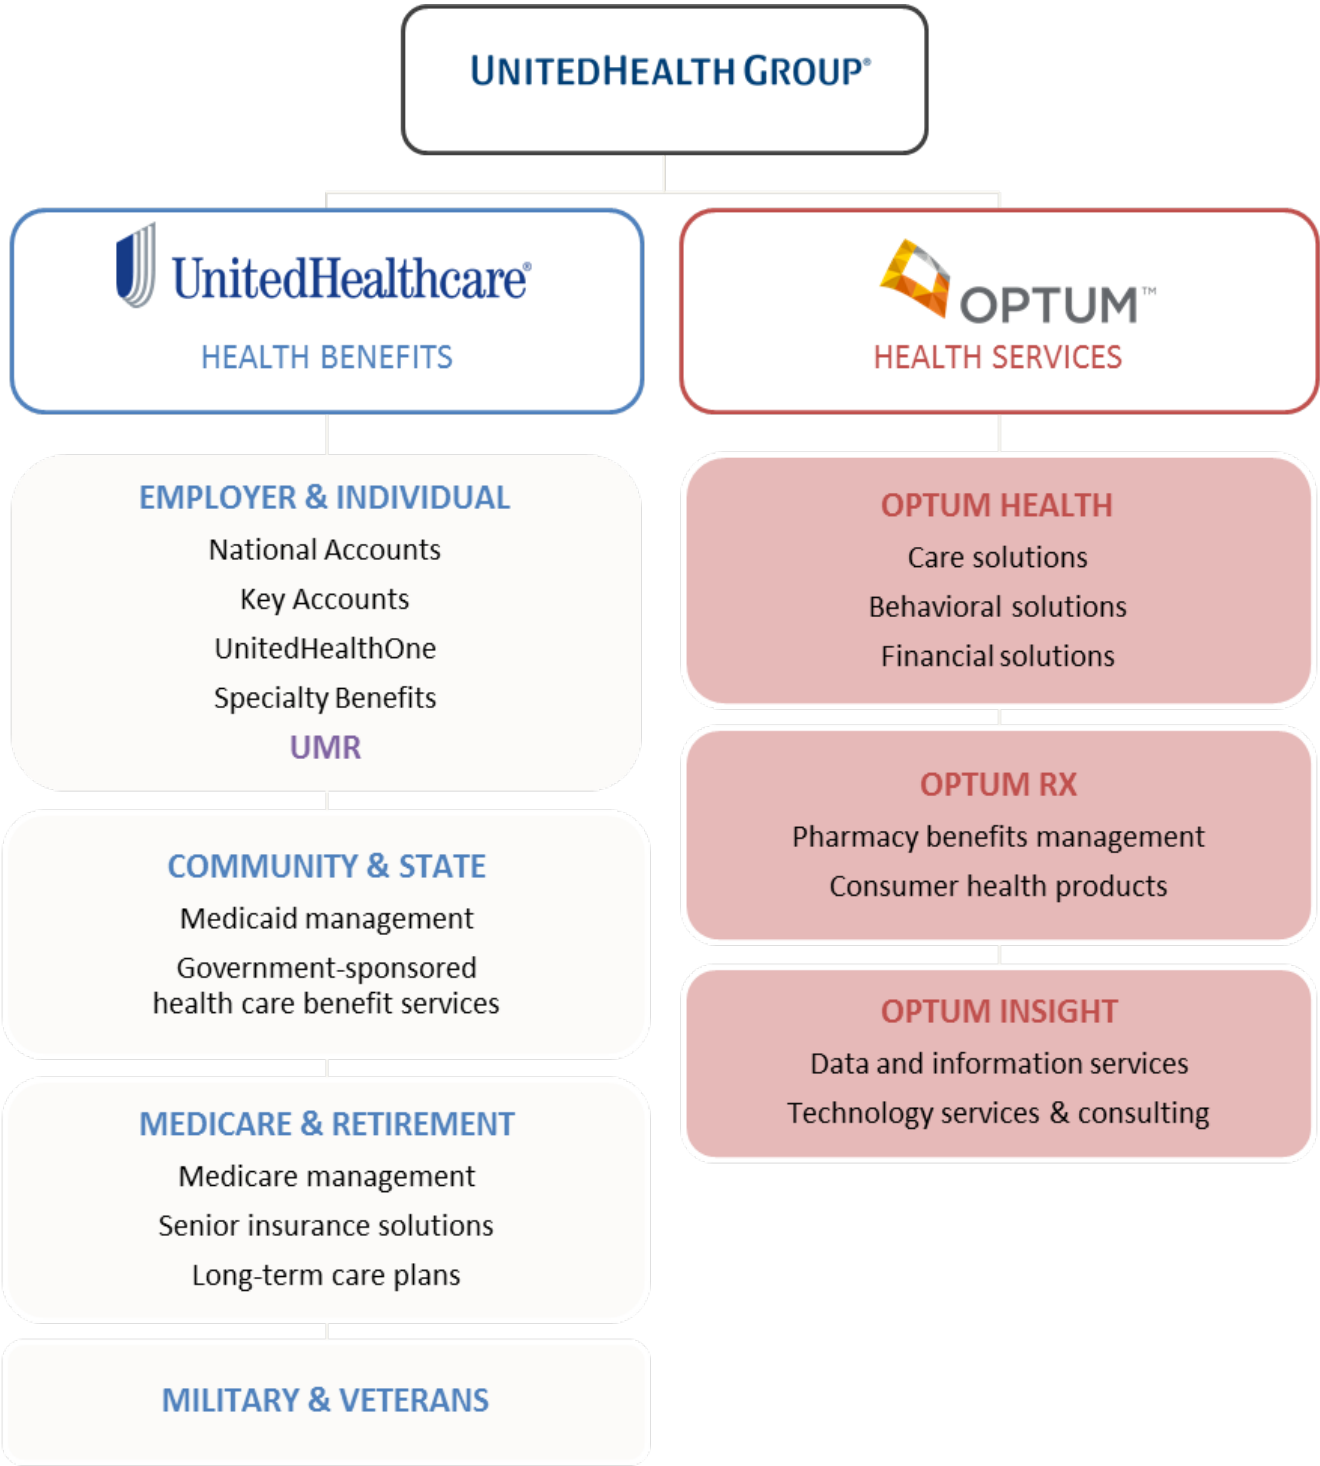 UNITEDHEALTH GROUP®
UnitedHealthcare®
HEALTH BENEFITS
EMPLOYER & INDIVIDUAL
National Accounts
Key Accounts
UnitedHealthOne
Specialty Benefits
UMR
COMMUNITY & STATE
Medicaid management
Government-sponsored
health care benefit services
MEDICARE & RETIREMENT
Medicare management
Senior insurance solutions
Long-term care plans
MILITARY & VETERANS
OPTUM™
HEALTH SERVICES
OPTUM HEALTH
Care solutions
Behavioral solutions
Financial solutions
OPTUM RX
Pharmacy benefits management
Consumer health products
OPTUM INSIGHT
Data and information services
Technology services & consulting